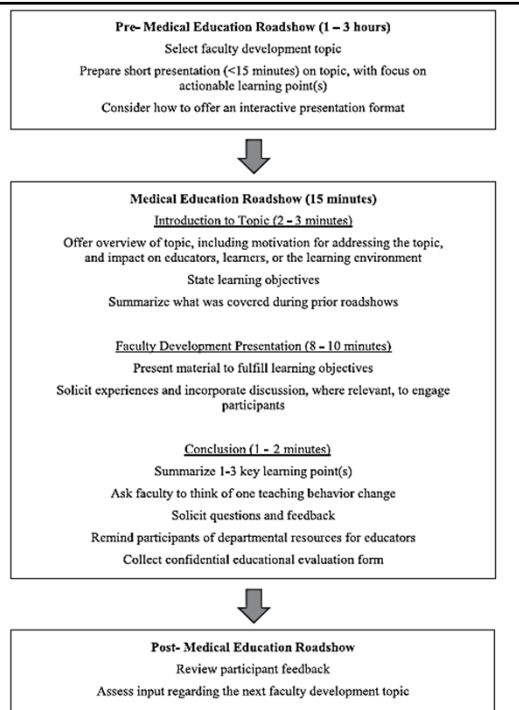 Pre- Medical Education Roadshow (1 – 3 hours)
Select faculty development topic
Prepare short presentation (<15 minutes) on topic, with focus on
actionable learning point(s)
Consider how to offer an interactive presentation format
Medical Education Roadshow (15 minutes)
Introduction to Topic (2 – 3 minutes)
Offer overview of topic, including motivation for addressing the topic,
and impact on educators, learners, or the learning environment
State learning objectives
Summarize what was covered during prior roadshows
Faculty Development Presentation (8 – 10 minutes)
Present material to fulfill learning objectives
Solicit experiences and incorporate discussion, where relevant, to engage
participants
Conclusion (1 – 2 minutes)
Summarize 1-3 key learning point(s)
Ask faculty to think of one teaching behavior change
Solicit questions and feedback
Remind participants of departmental resources for educators
Collect confidential educational evaluation form
Post- Medical Education Roadshow
Review participant feedback
Assess input regarding the next faculty development topic